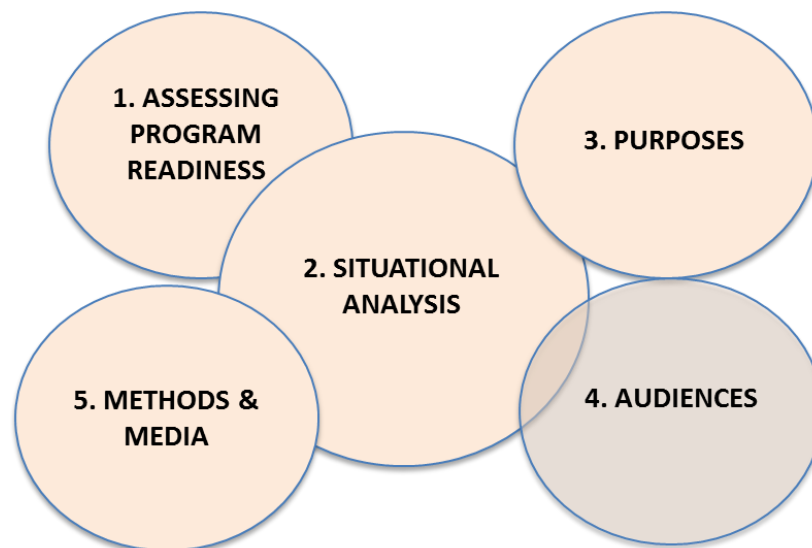 1. ASSESSING
PROGRAM
READINESS
3. PURPOSES
2. SITUATIONAL
ANALYSIS
5. METHODS &
MEDIA
4. AUDIENCES